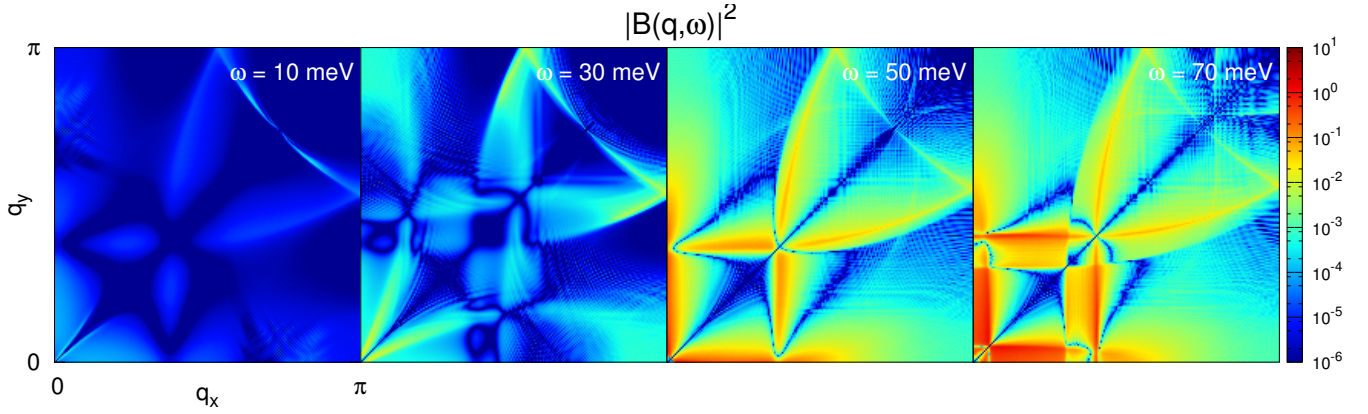 |B(q,ω)|²
π
ω = 10 meV
ω = 30 meV
ω = 50 meV
ω = 70 meV
q_y
0
0
q_x
π
10¹
10⁰
10⁻¹
10⁻²
10⁻³
10⁻⁴
10⁻⁵
10⁻⁶